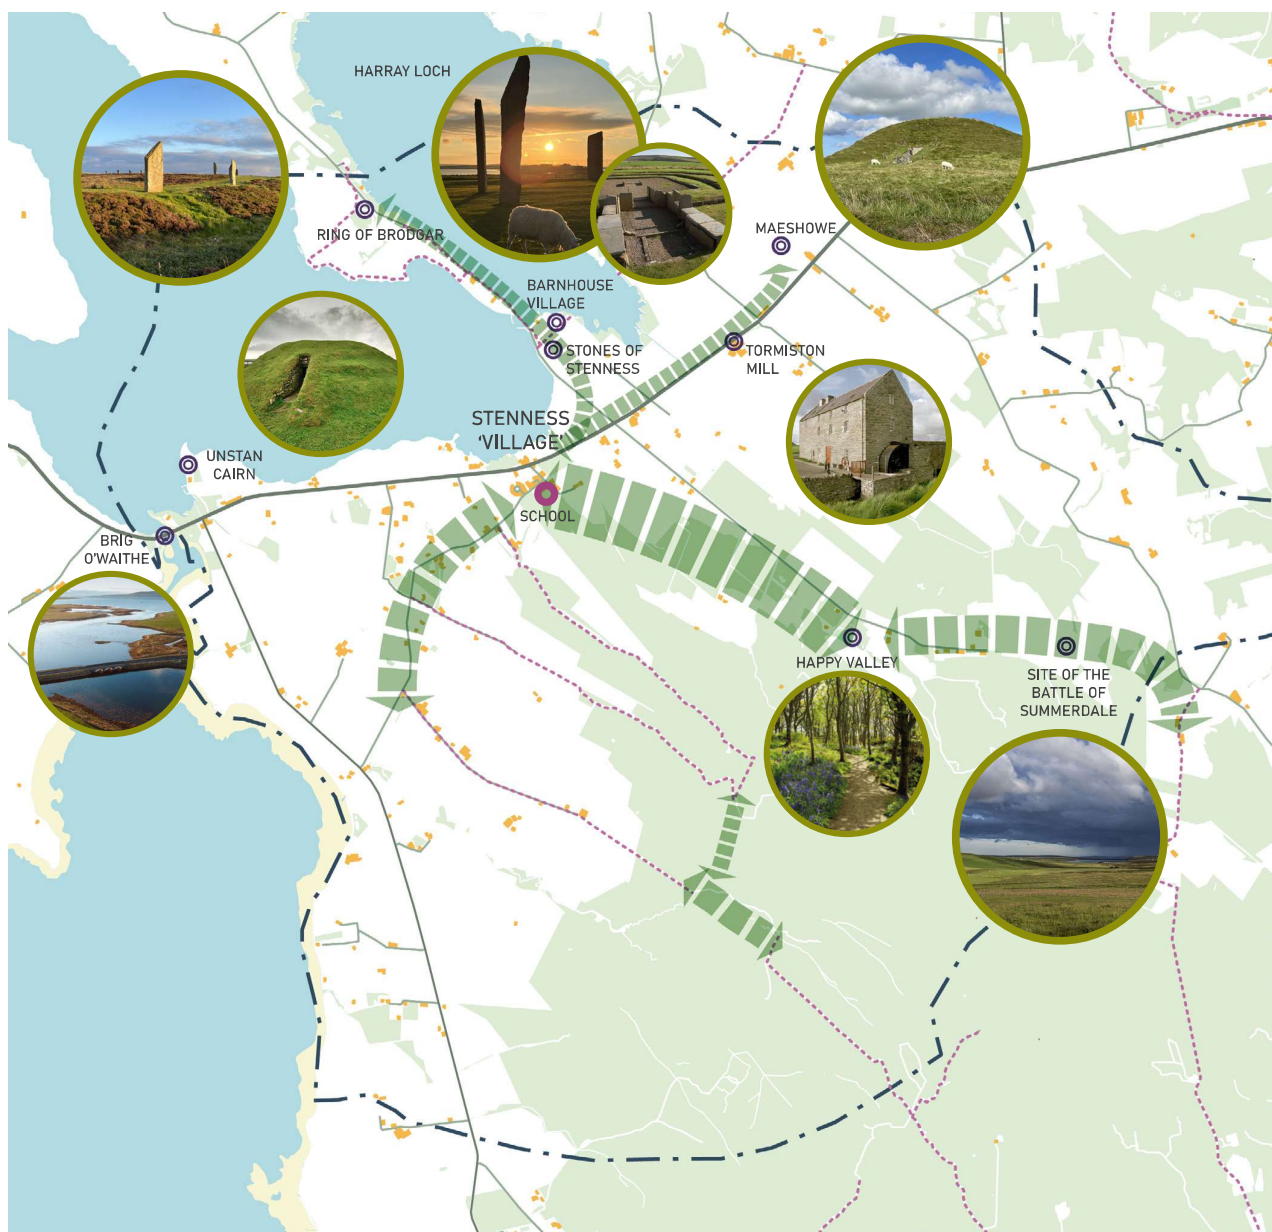 HARRAY LOCH
RING OF BRODGAR
MAESHOWE
BARNHOUSE
VILLAGE
STONES OF
STENNESS
TORMISTON
MILL
STENNESS
'VILLAGE'
UNSTAN
CAIRN
SCHOOL
BRIG
O'WAITHE
HAPPY VALLEY
SITE OF THE
BATTLE OF
SUMMERDALE